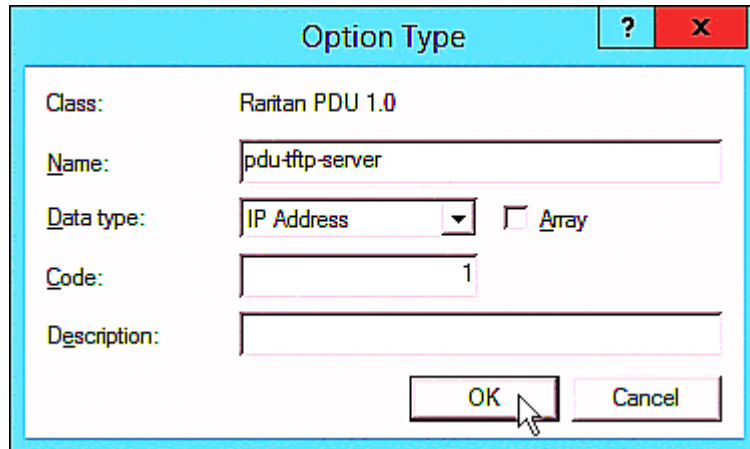 Option Type
? x
Class: Raritan PDU 1.0
Name: pdu-tftp-server
Data type: IP Address Array
Code: 1
Description:
OK Cancel